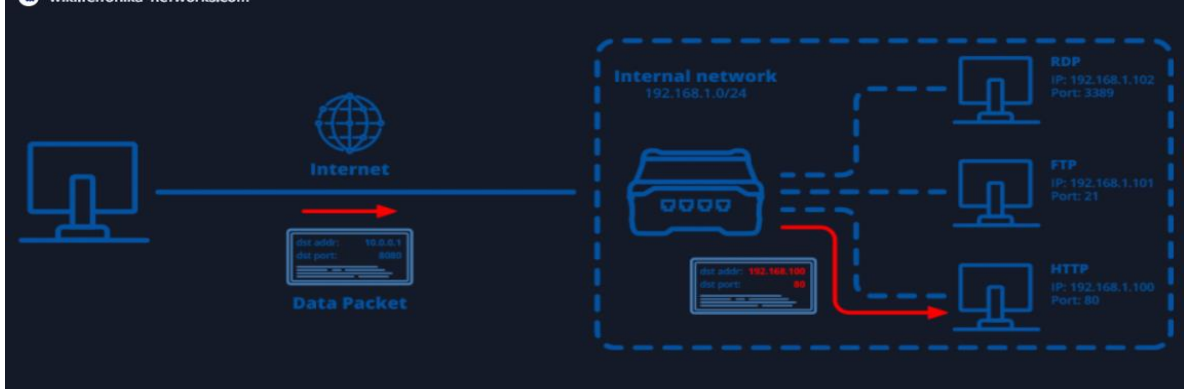 Internet
dst addr: 10.0.0.1
dst port: 8080
Data Packet
Internal network
192.168.1.0/24
dst addr: 192.168.100
dst port: 80
RDP
IP: 192.168.1.102
Port: 3389
FTP
IP: 192.168.1.101
Port: 21
HTTP
IP: 192.168.1.100
Port: 80